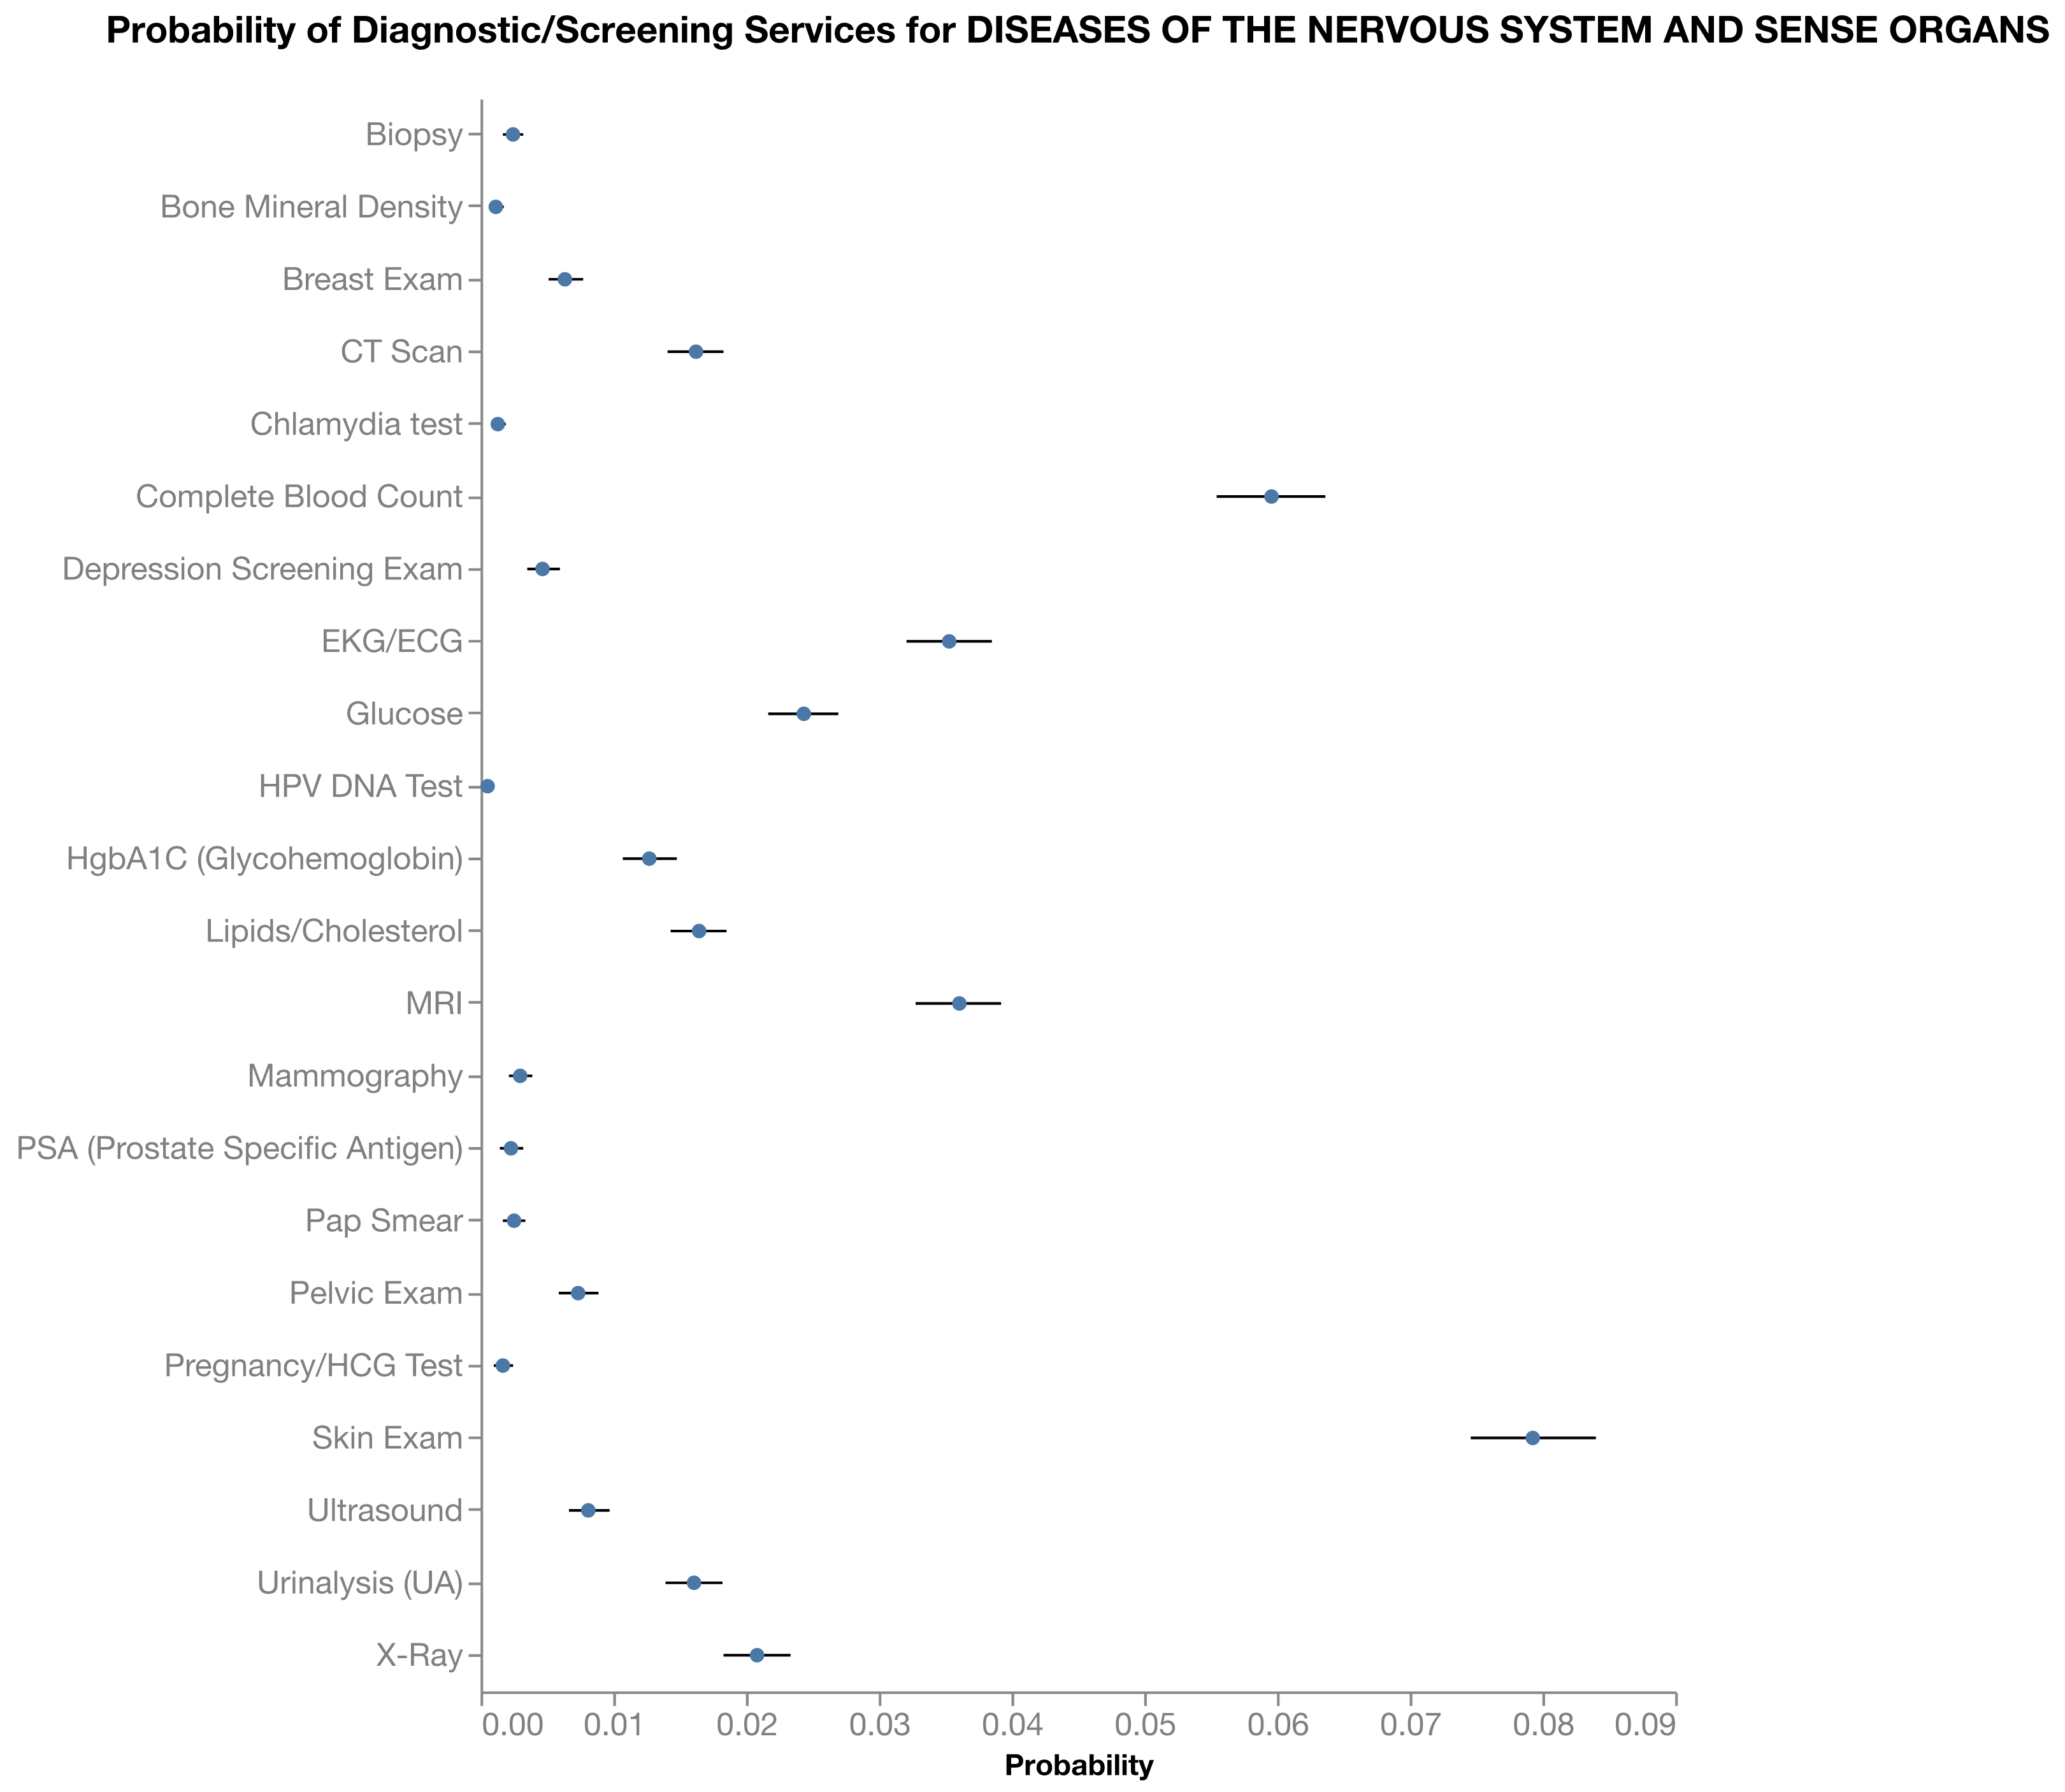 Probability of Diagnostic/Screening Services for DISEASES OF THE NERVOUS SYSTEM AND SENSE ORGANS
Biopsy
Bone Mineral Density
Breast Exam
CT Scan
Chlamydia test
Complete Blood Count
Depression Screening Exam
EKG/ECG
Glucose
HPV DNA Test
HgbA1C (Glycohemoglobin)
Lipids/Cholesterol
MRI
Mammography
PSA (Prostate Specific Antigen)
Pap Smear
Pelvic Exam
Pregnancy/HCG Test
Skin Exam
Ultrasound
Urinalysis (UA)
X-Ray
0.00 0.01 0.02 0.03 0.04 0.05 0.06 0.07 0.08 0.09
Probability